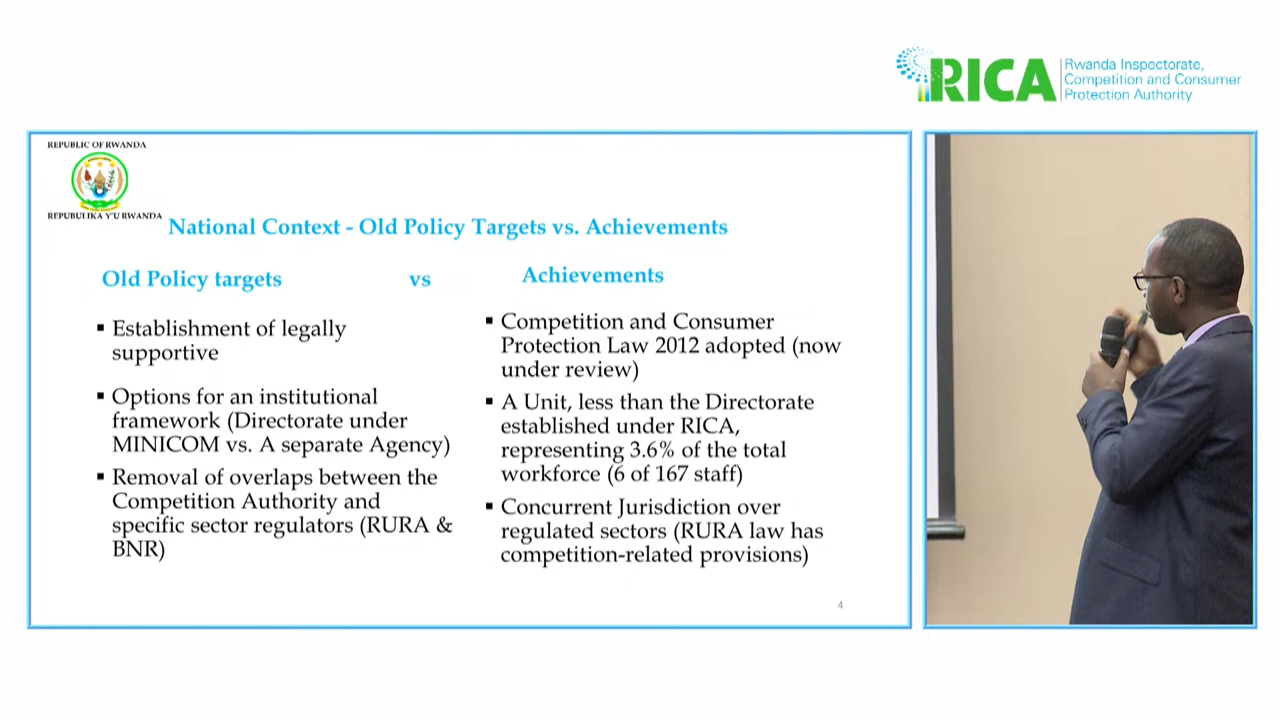 RICA
Rwanda Inspectorate,
Competition and Consumer
Protection Authority
REPUBLIC OF RWANDA
REPUBULIKA Y'U RWANDA
National Context - Old Policy Targets vs. Achievements
Old Policy targets
vs
Achievements
▪ Establishment of legally
supportive
▪ Options for an institutional
framework (Directorate under
MINICOM vs. A separate Agency)
▪ Removal of overlaps between the
Competition Authority and
specific sector regulators (RURA &
BNR)
▪ Competition and Consumer
Protection Law 2012 adopted (now
under review)
▪ A Unit, less than the Directorate
established under RICA,
representing 3.6% of the total
workforce (6 of 167 staff)
▪ Concurrent Jurisdiction over
regulated sectors (RURA law has
competition-related provisions)
4